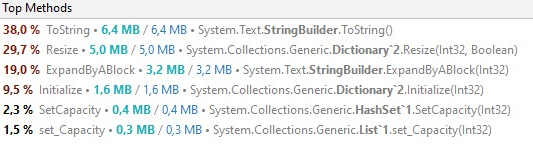 Top Methods
38,0 % ToString • 6,4 MB / 6,4 MB • System.Text.StringBuilder.ToString()
29,7 % Resize • 5,0 MB / 5,0 MB • System.Collections.Generic.Dictionary`2.Resize(Int32, Boolean)
19,0 % ExpandByABlock • 3,2 MB / 3,2 MB • System.Text.StringBuilder.ExpandByABlock(Int32)
9,5 % Initialize • 1,6 MB / 1,6 MB • System.Collections.Generic.Dictionary`2.Initialize(Int32)
2,3 % SetCapacity • 0,4 MB / 0,4 MB • System.Collections.Generic.HashSet`1.SetCapacity(Int32)
1,5 % set_Capacity • 0,3 MB / 0,3 MB • System.Collections.Generic.List`1.set_Capacity(Int32)